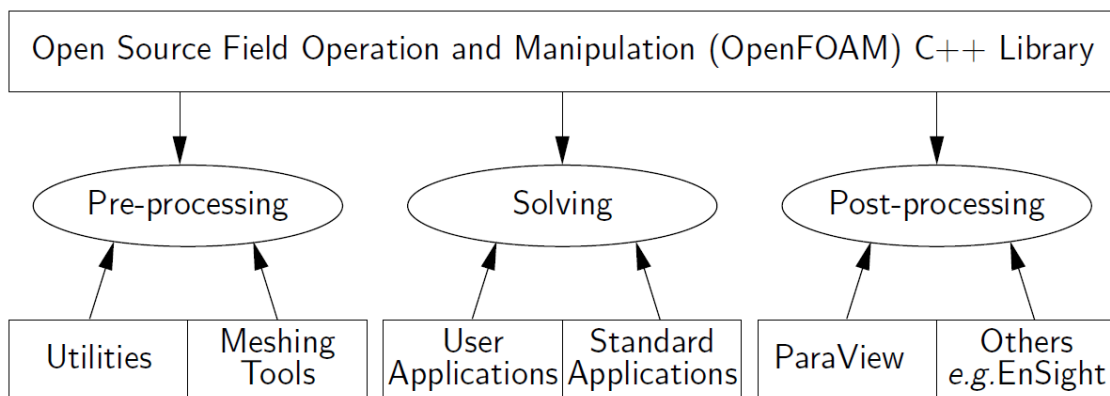 Open Source Field Operation and Manipulation (OpenFOAM) C++ Library
Pre-processing
Solving
Post-processing
Utilities
Meshing
Tools
User
Applications
Standard
Applications
ParaView
Others
e.g.EnSight